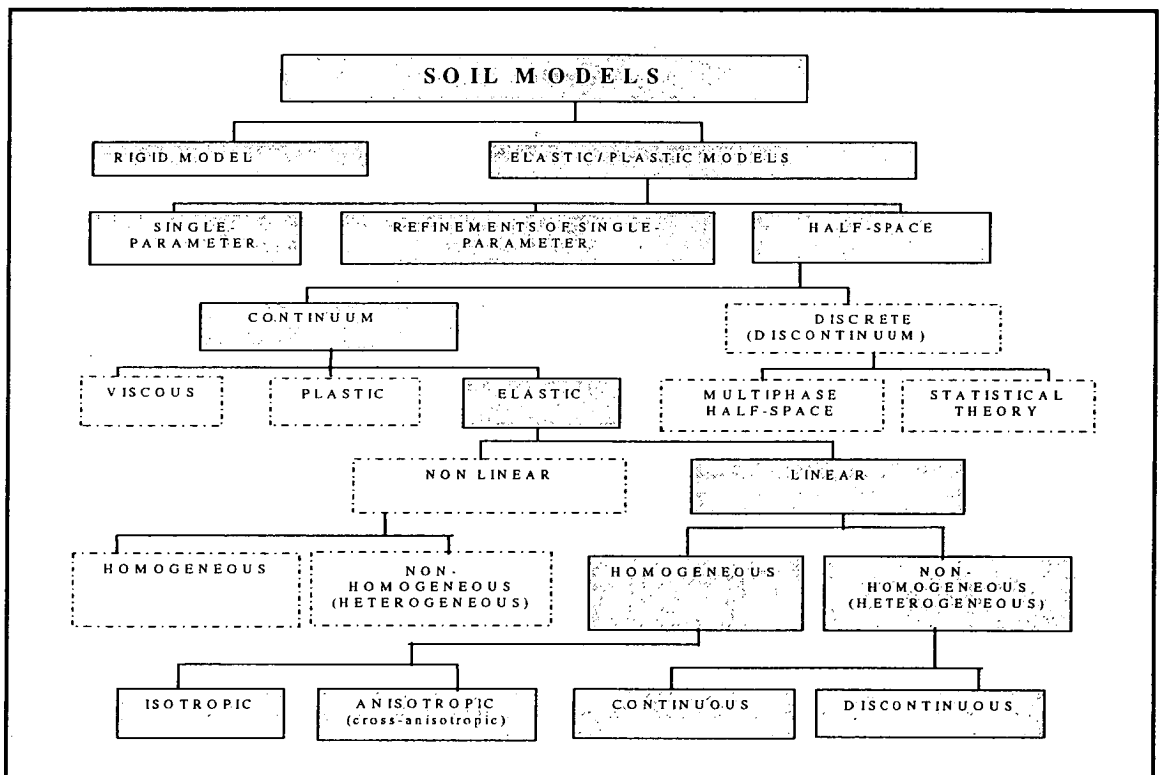 SOIL MODELS
RIGID MODEL
ELASTIC/PLASTIC MODELS
SINGLE-
PARAMETER
REFINEMENTS OF SINGLE-
PARAMETER
HALF-SPACE
CONTINUUM
DISCRETE
(DISCONTINUUM)
VISCOUS
PLASTIC
ELASTIC
MULTIPHASE
HALF-SPACE
STATISTICAL
THEORY
NON LINEAR
LINEAR
HOMOGENEOUS
NON-
HOMOGENEOUS
(HETEROGENEOUS)
HOMOGENEOUS
NON-
HOMOGENEOUS
(HETEROGENEOUS)
ISOTROPIC
ANISOTROPIC
(cross-anisotropic)
CONTINUOUS
DISCONTINUOUS